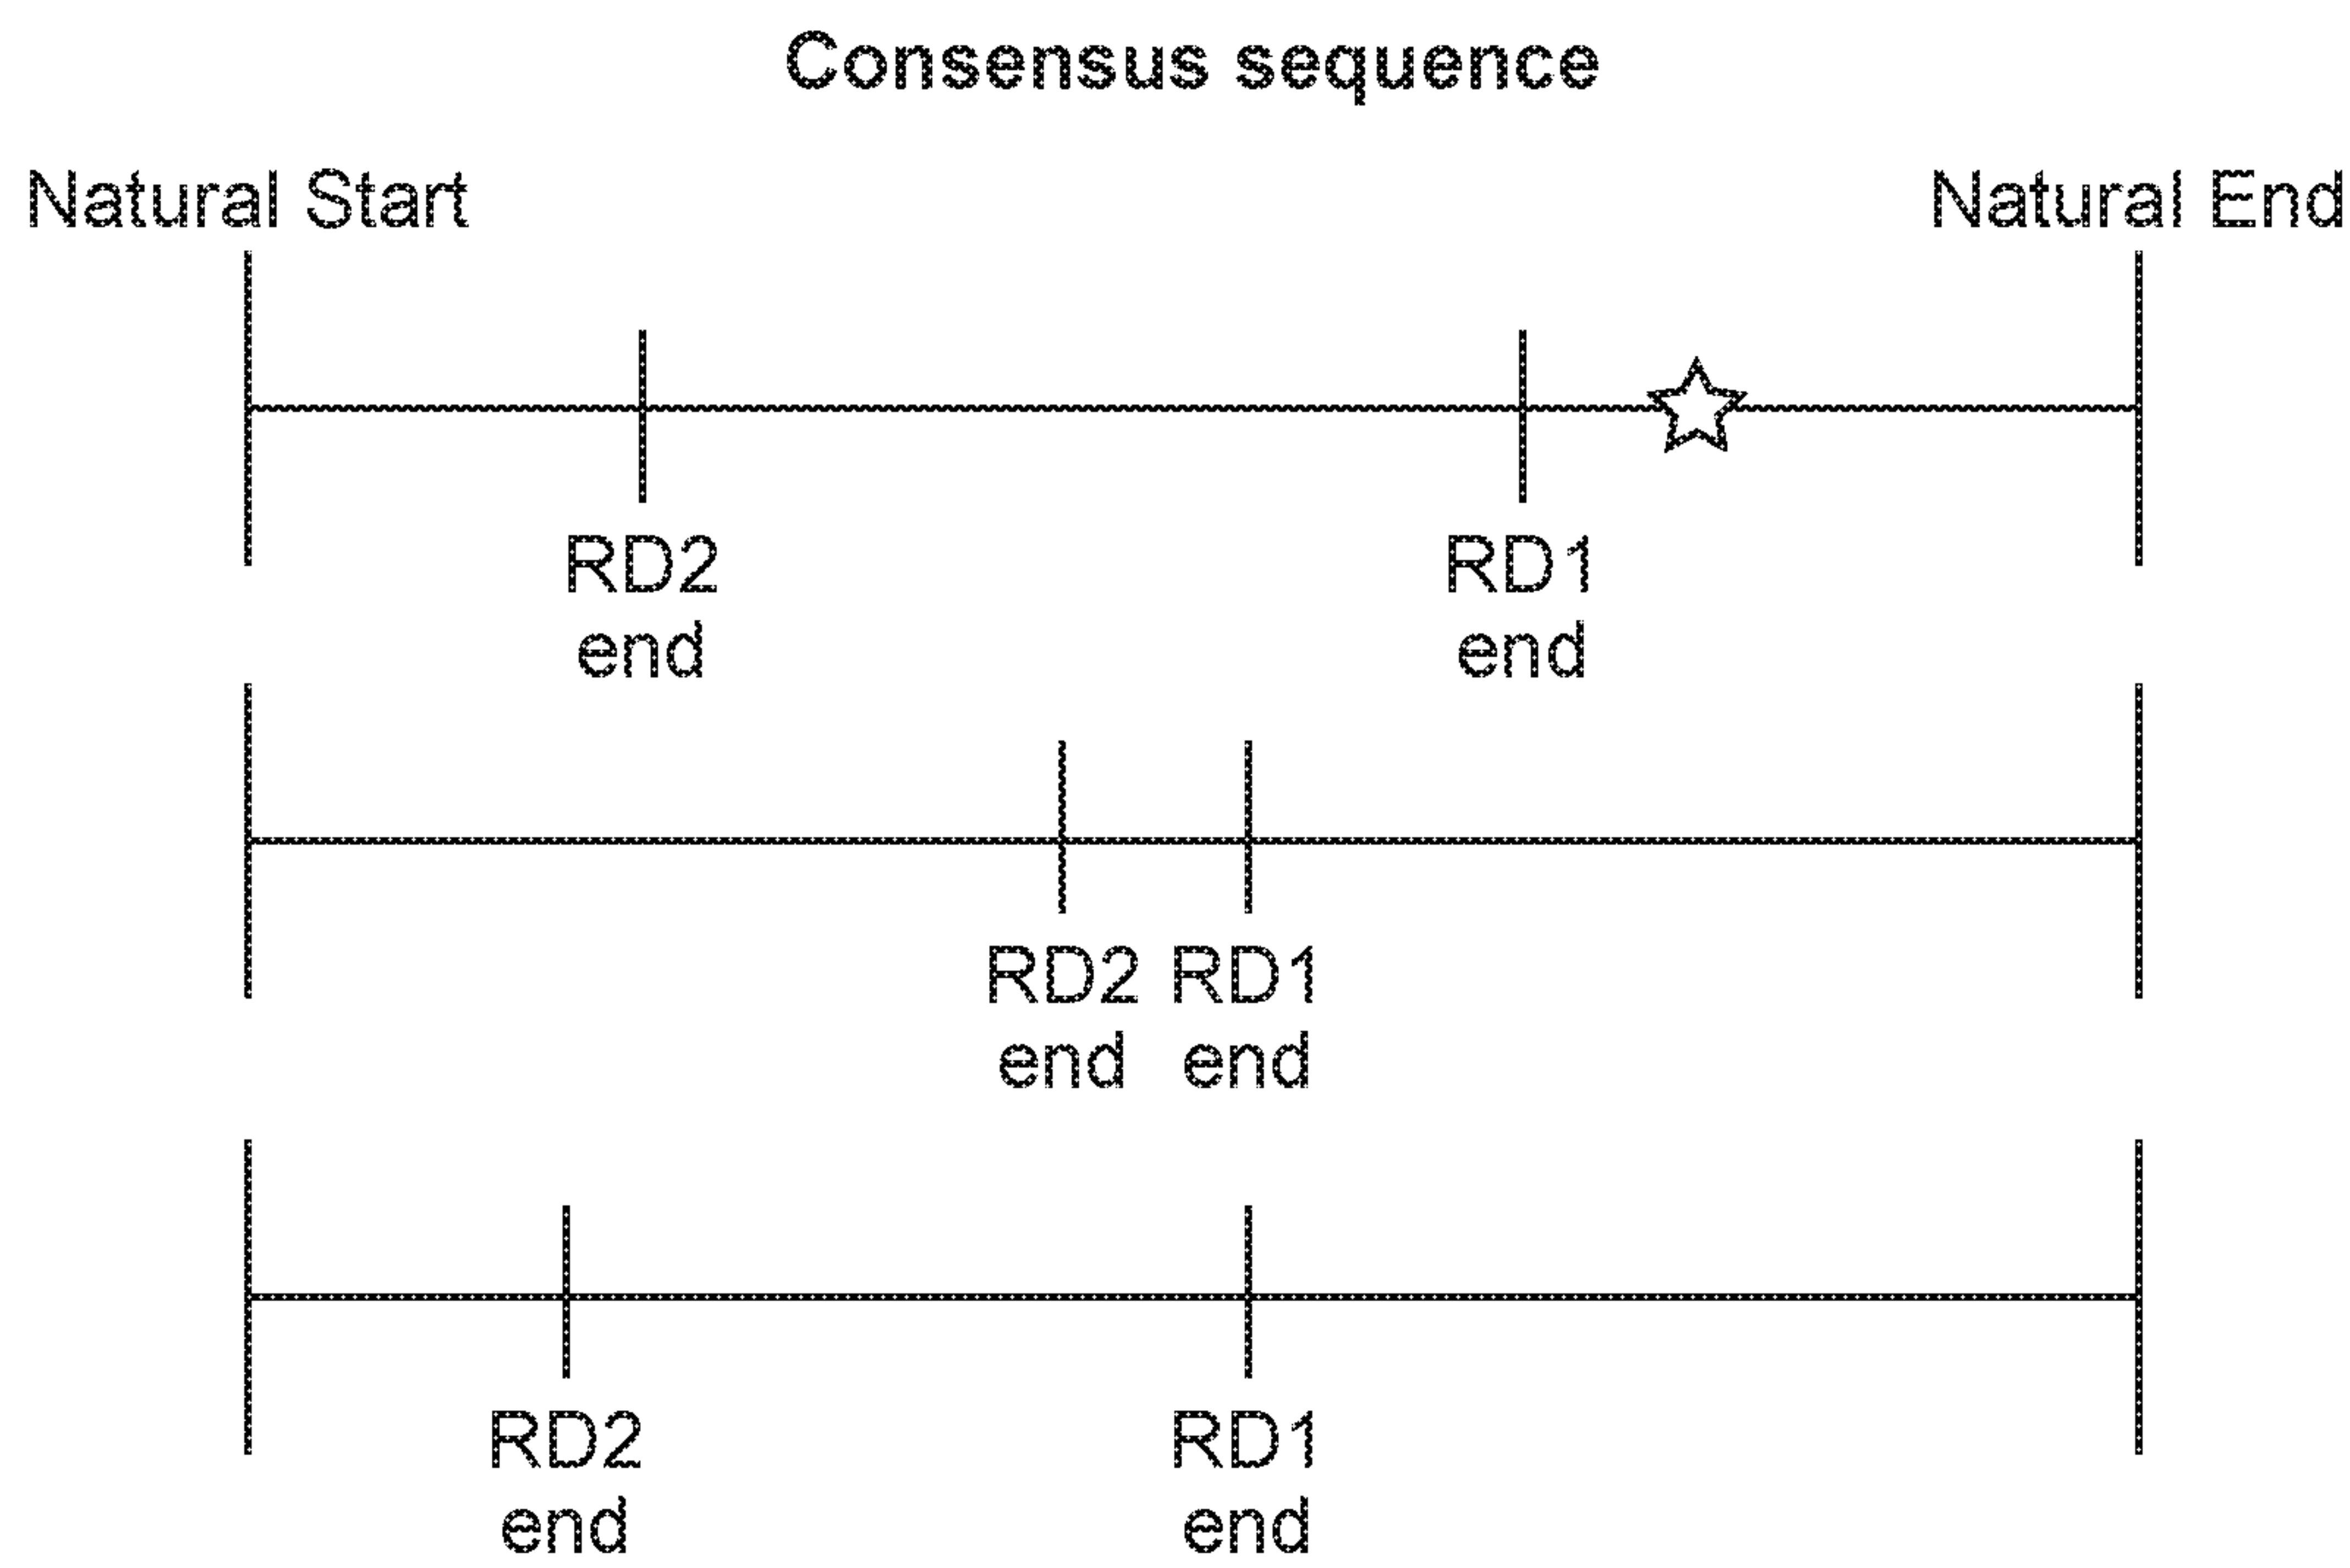 Consensus sequence
Natural Start Natural End
RD2 RD1
end end
RD2 RD1
end end
RD2 RD1
end end